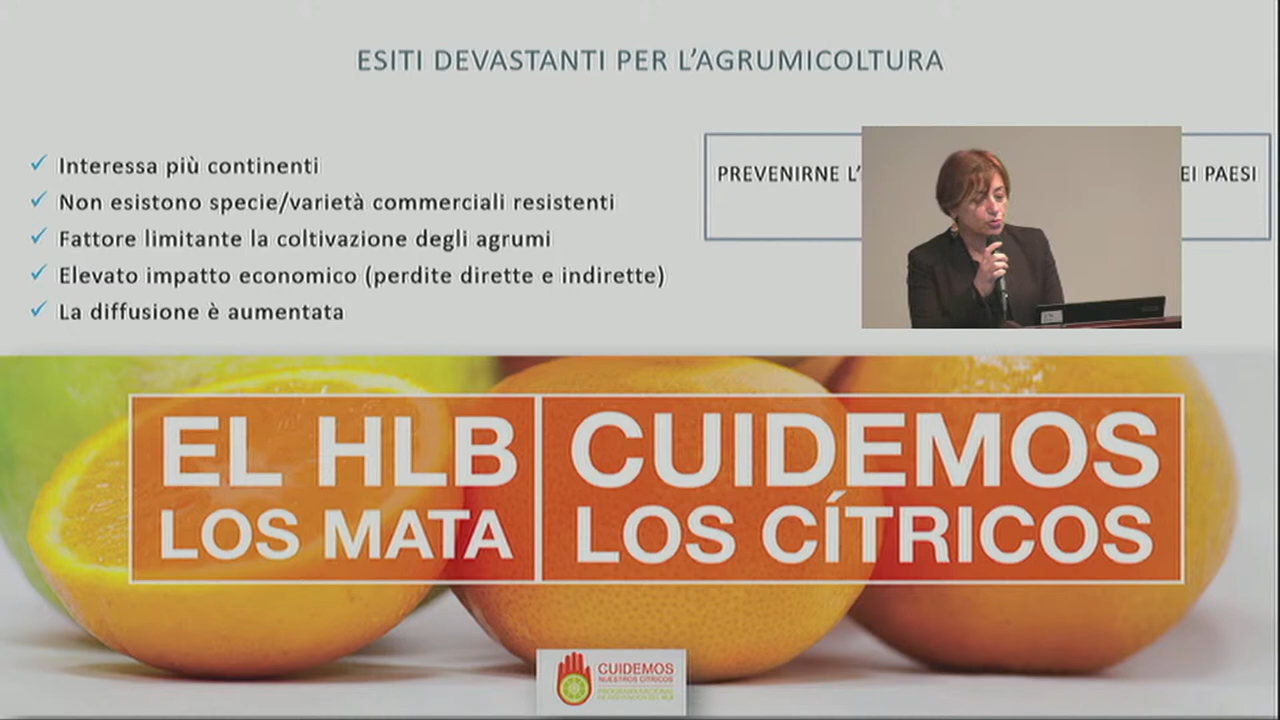 ESITI DEVASTANTI PER L'AGRUMICOLTURA
✓ Interessa più continenti
✓ Non esistono specie/varietà commerciali resistenti
✓ Fattore limitante la coltivazione degli agrumi
✓ Elevato impatto economico (perdite dirette e indirette)
✓ La diffusione è aumentata
PREVENIRNE L' EI PAESI
EL HLB
LOS MATA
CUIDEMOS
LOS CÍTRICOS
CUIDEMOS
NUESTROS CÍTRICOS